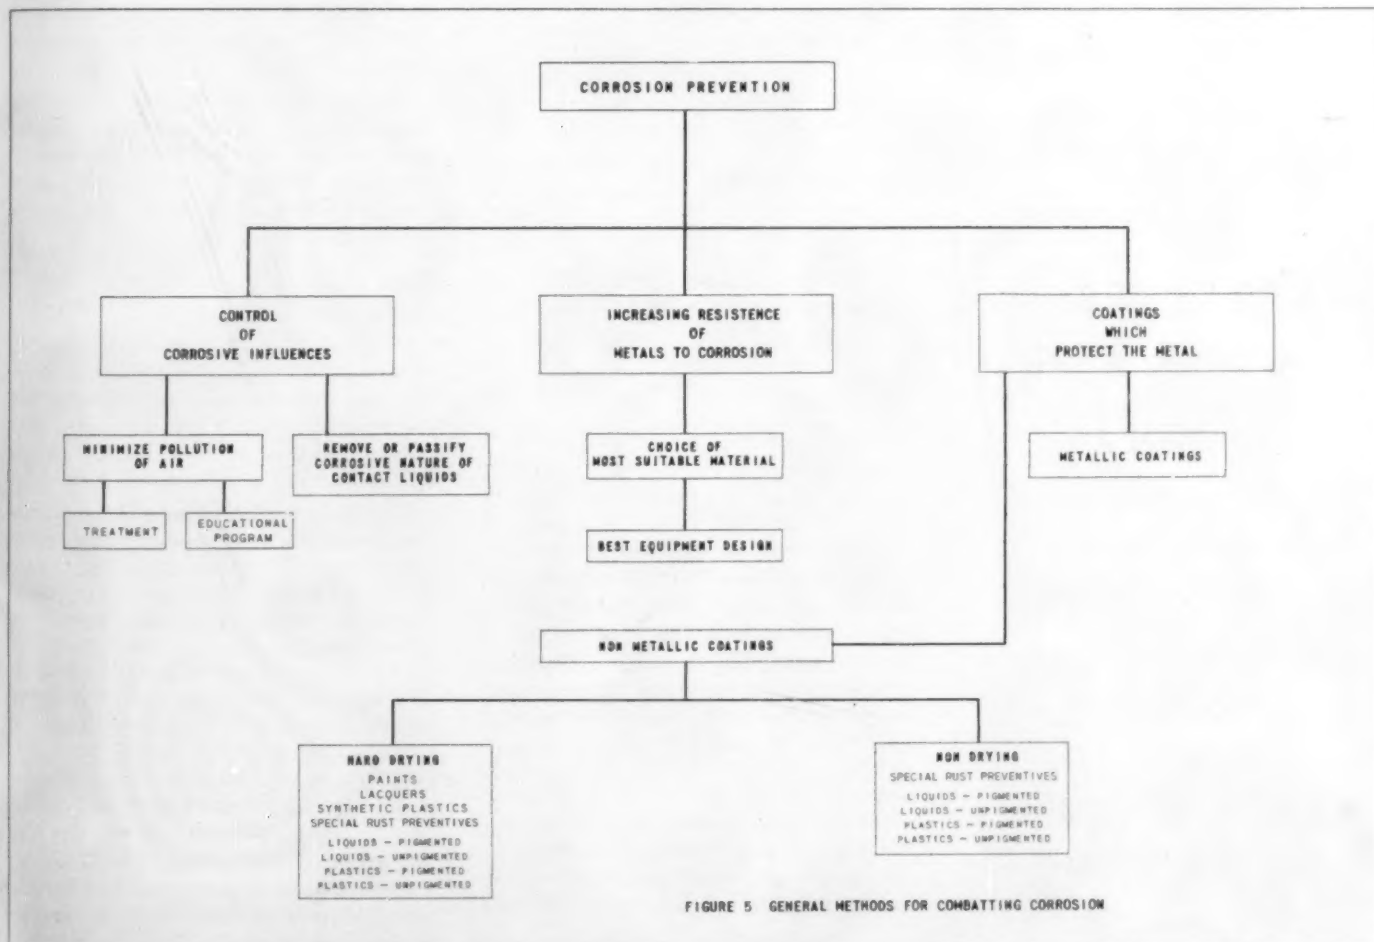 CORROSION PREVENTION
CONTROL
OF
CORROSIVE INFLUENCES
INCREASING RESISTENCE
OF
METALS TO CORROSION
COATINGS
WHICH
PROTECT THE METAL
MINIMIZE POLLUTION
OF AIR
REMOVE OR PASSIFY
CORROSIVE NATURE OF
CONTACT LIQUIDS
CHOICE OF
MOST SUITABLE MATERIAL
METALLIC COATINGS
TREATMENT
EDUCATIONAL
PROGRAM
BEST EQUIPMENT DESIGN
NON METALLIC COATINGS
HARD DRYING
PAINTS
LACQUERS
SYNTHETIC PLASTICS
SPECIAL RUST PREVENTIVES
LIQUIDS — PIGMENTED
LIQUIDS — UNPIGMENTED
PLASTICS — PIGMENTED
PLASTICS — UNPIGMENTED
NON DRYING
SPECIAL RUST PREVENTIVES
LIQUIDS — PIGMENTED
LIQUIDS — UNPIGMENTED
PLASTICS — PIGMENTED
PLASTICS — UNPIGMENTED
FIGURE 5 GENERAL METHODS FOR COMBATTING CORROSION